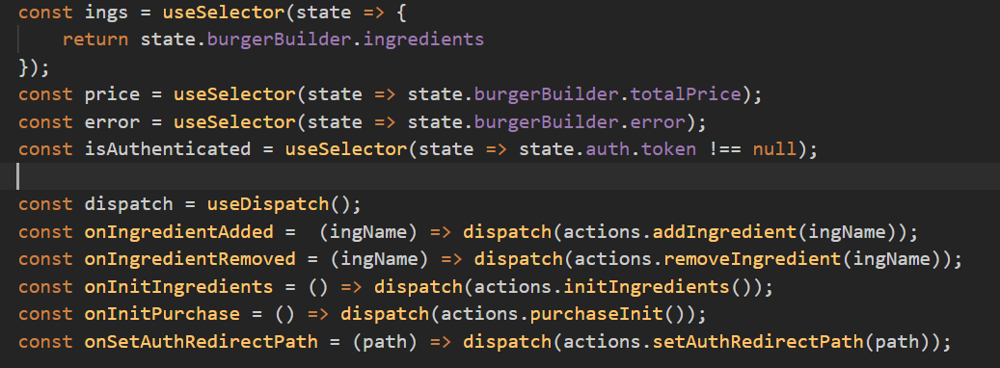 const ings = useSelector(state => {
    return state.burgerBuilder.ingredients
});
const price = useSelector(state => state.burgerBuilder.totalPrice);
const error = useSelector(state => state.burgerBuilder.error);
const isAuthenticated = useSelector(state => state.auth.token !== null);

const dispatch = useDispatch();
const onIngredientAdded =  (ingName) => dispatch(actions.addIngredient(ingName));
const onIngredientRemoved = (ingName) => dispatch(actions.removeIngredient(ingName));
const onInitIngredients = () => dispatch(actions.initIngredients());
const onInitPurchase = () => dispatch(actions.purchaseInit());
const onSetAuthRedirectPath = (path) => dispatch(actions.setAuthRedirectPath(path));